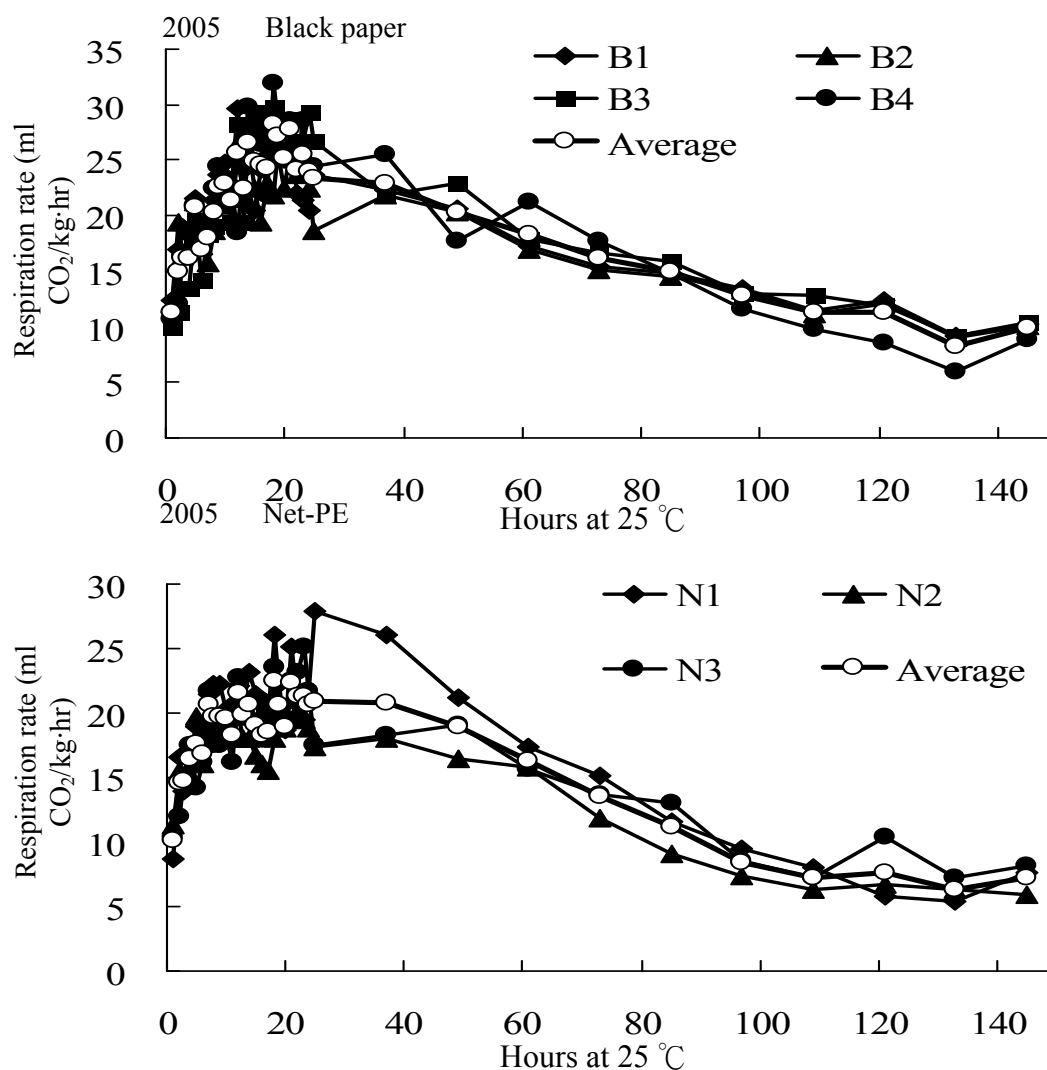 2005 Black paper
Respiration rate (ml
CO₂/kg·hr)
35
30
25
20
15
10
5
0
B1 B2
B3 B4
Average
0 20 40 60 80 100 120 140
Hours at 25 ℃
2005 Net-PE
Respiration rate (ml
CO₂/kg·hr)
30
25
20
15
10
5
0
N1 N2
N3 Average
0 20 40 60 80 100 120 140
Hours at 25 ℃